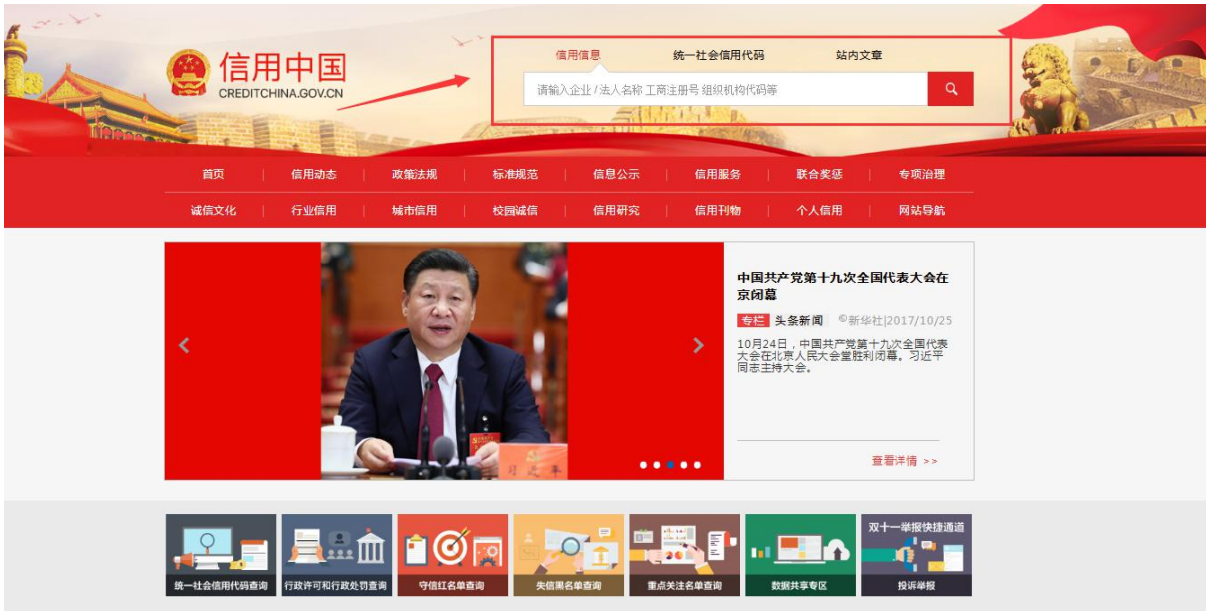 信用中国
CREDITCHINA.GOV.CN
信用信息 统一社会信用代码 站内文章
请输入企业/法人名称 工商注册号 组织机构代码等
首页 | 信用动态 | 政策法规 | 标准规范 | 信息公示 | 信用服务 | 联合奖惩 | 专项治理
诚信文化 | 行业信用 | 城市信用 | 校园诚信 | 信用研究 | 信用刊物 | 个人信用 | 网站导航
中国共产党第十九次全国代表大会在
京闭幕
专栏 头条新闻 ©新华社|2017/10/25
10月24日，中国共产党第十九次全国代表
大会在北京人民大会堂胜利闭幕。习近平
同志主持大会。
习近平
查看详情 >>
统一社会信用代码查询
行政许可和行政处罚查询
守信红名单查询
失信黑名单查询
重点关注名单查询
数据共享专区
双十一举报快捷通道
投诉举报